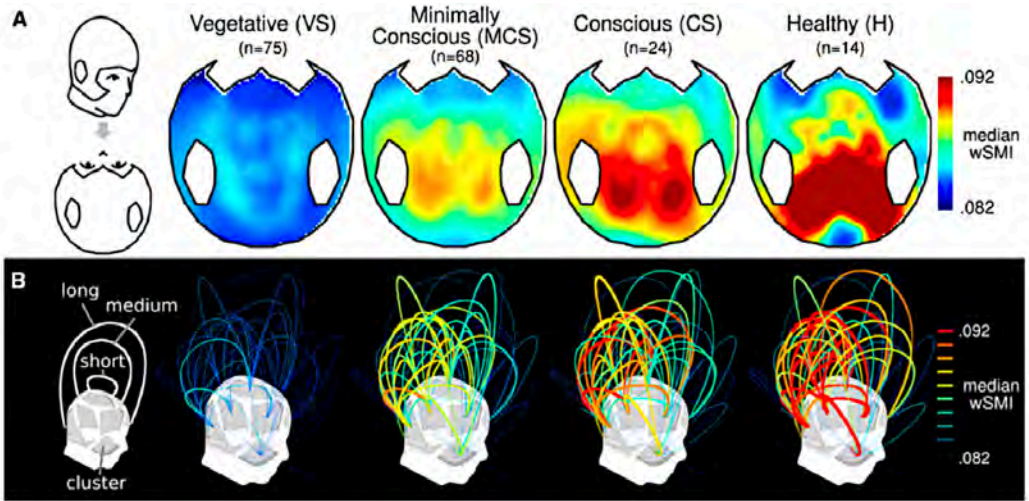 A
Vegetative (VS)
(n=75)
Minimally
Conscious (MCS)
(n=68)
Conscious (CS)
(n=24)
Healthy (H)
(n=14)
.092
median
wSMI
.082
B
long
medium
short
cluster
.092
median
wSMI
.082